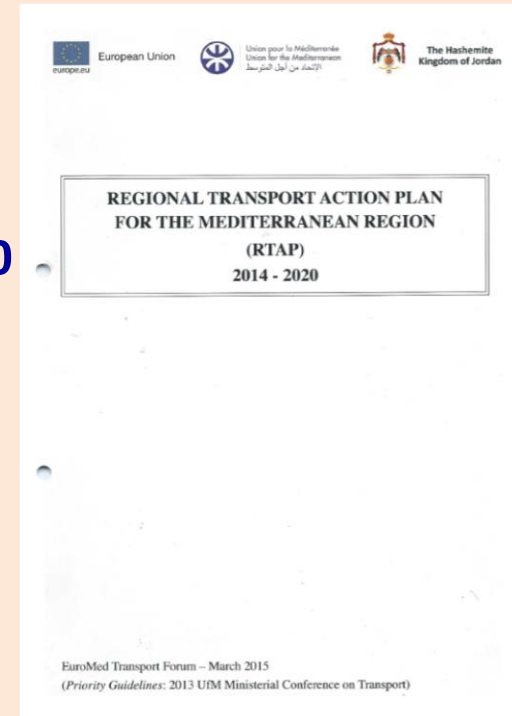 europe.eu
European Union
Union pour la Méditerranée
Union for the Mediterranean
الإتحاد من أجل المتوسط
The Hashemite
Kingdom of Jordan
REGIONAL TRANSPORT ACTION PLAN
FOR THE MEDITERRANEAN REGION
(RTAP)
2014 - 2020
0
EuroMed Transport Forum – March 2015
(Priority Guidelines: 2013 UfM Ministerial Conference on Transport)